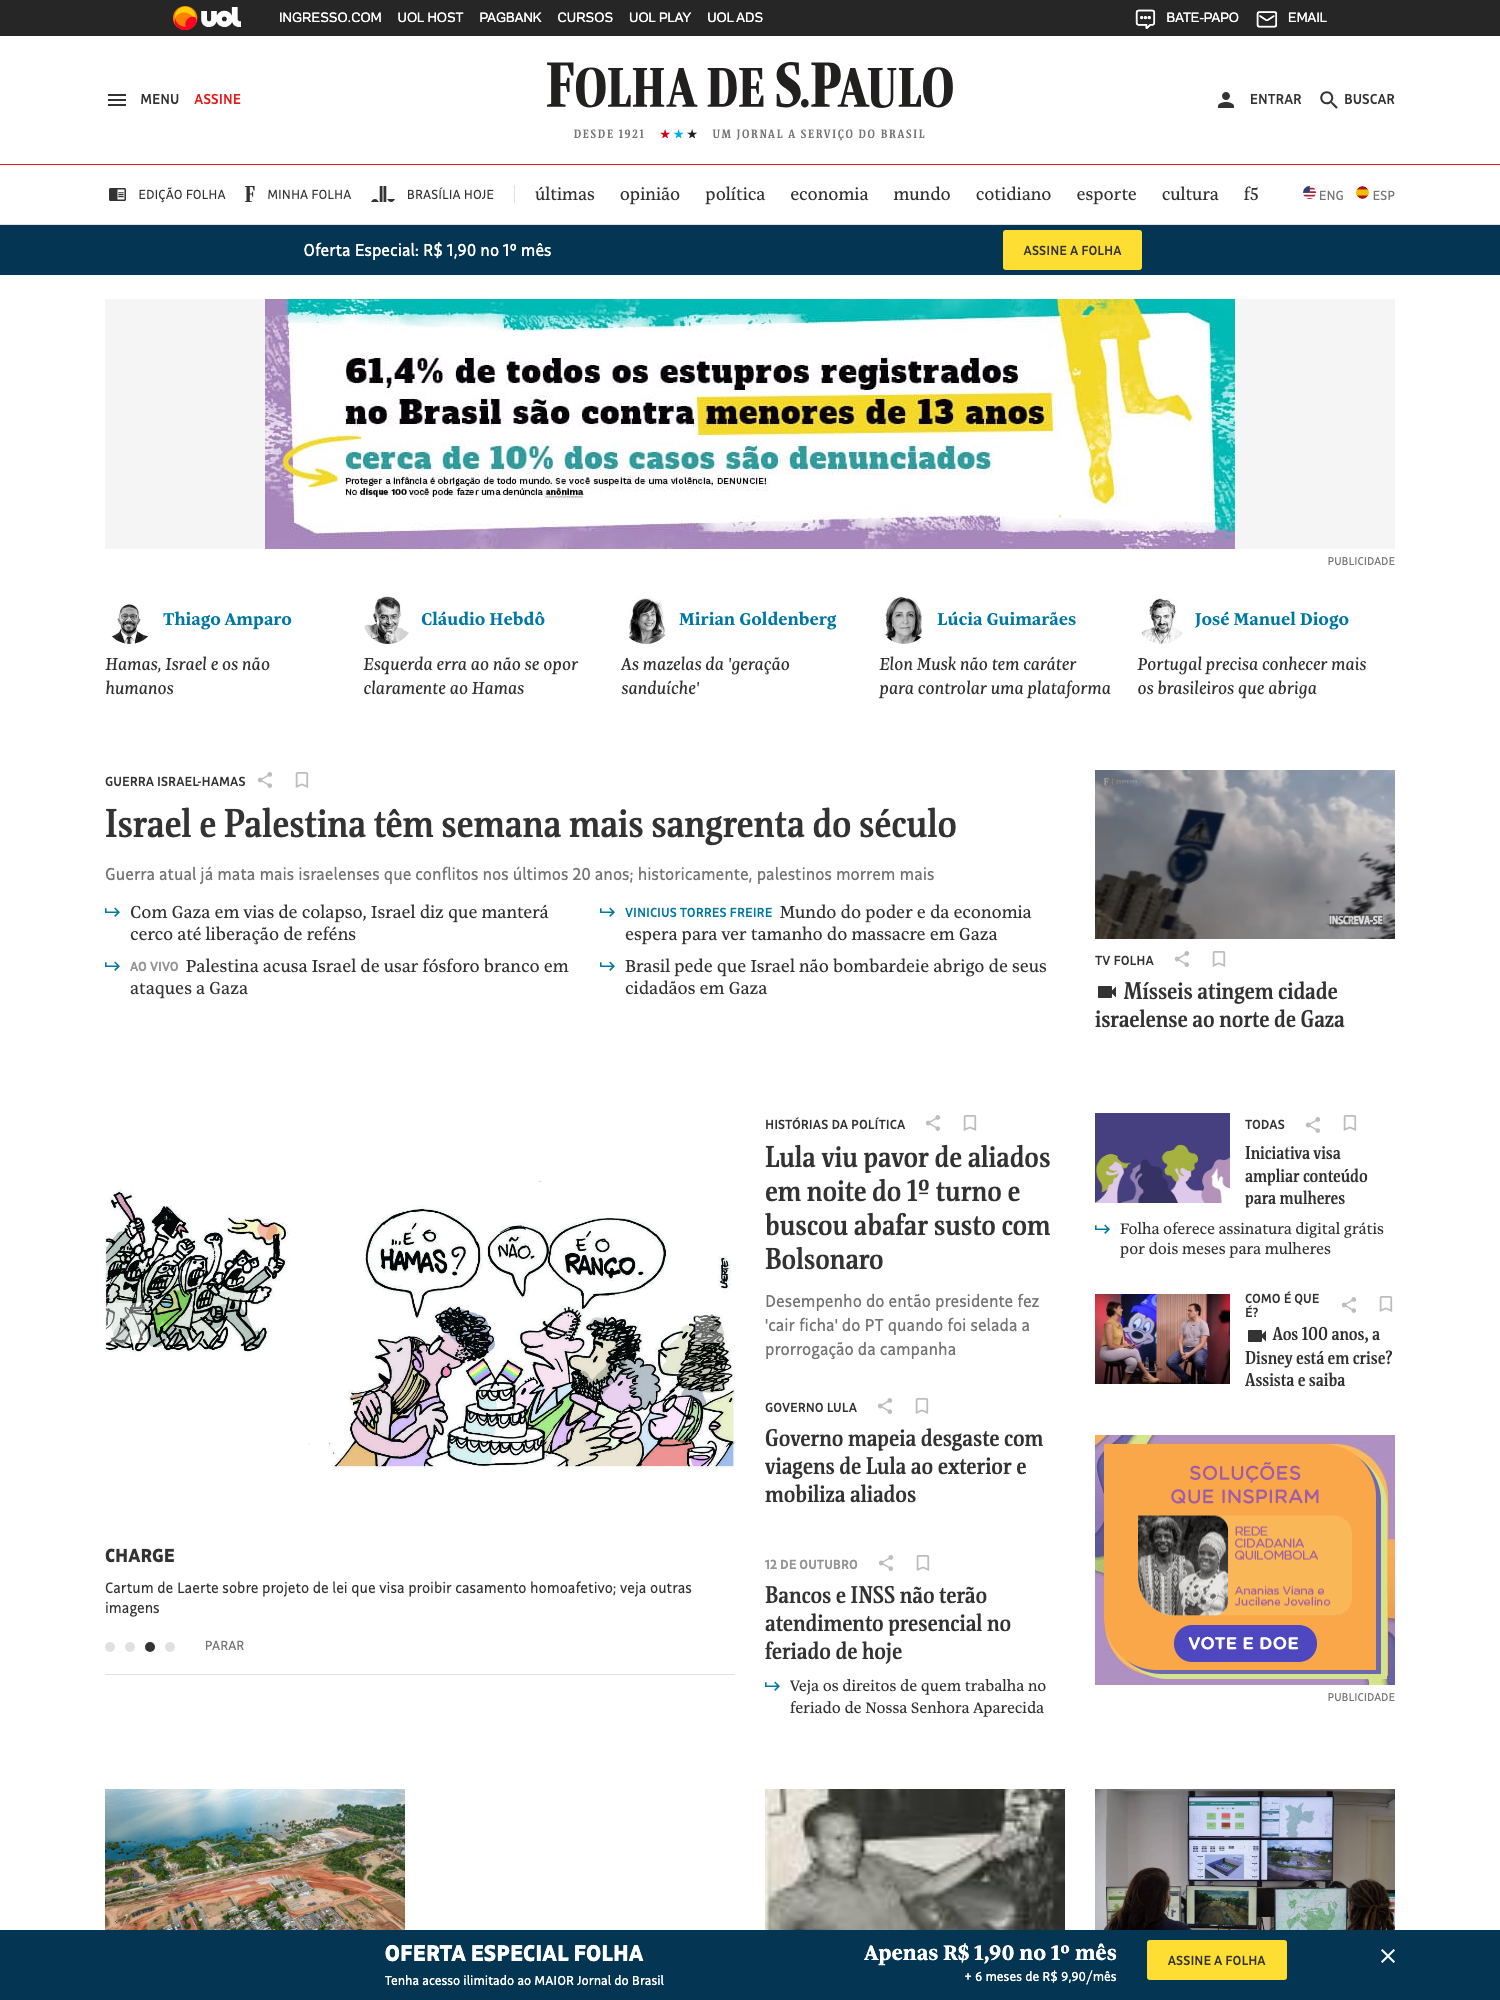 uol
INGRESSO.COM UOL HOST PAGBANK CURSOS UOL PLAY UOL ADS
BATE-PAPO EMAIL
MENU ASSINE
FOLHA DE S.PAULO
DESDE 1921 ★★★ UM JORNAL A SERVIÇO DO BRASIL
ENTRAR BUSCAR
EDIÇÃO FOLHA F MINHA FOLHA BRASÍLIA HOJE
últimas opinião política economia mundo cotidiano esporte cultura f5
ENG ESP
Oferta Especial: R$ 1,90 no 1º mês
ASSINE A FOLHA
61,4% de todos os estupros registrados
no Brasil são contra menores de 13 anos
cerca de 10% dos casos são denunciados
Proteger a infância é obrigação de todo mundo. Se você suspeita de uma violência, DENUNCIE!
No disque 100 você pode fazer uma denúncia anônima
PUBLICIDADE
Thiago Amparo
Hamas, Israel e os não
humanos
Cláudio Hebdô
Esquerda erra ao não se opor
claramente ao Hamas
Mirian Goldenberg
As mazelas da 'geração
sanduíche'
Lúcia Guimarães
Elon Musk não tem caráter
para controlar uma plataforma
José Manuel Diogo
Portugal precisa conhecer mais
os brasileiros que abriga
GUERRA ISRAEL-HAMAS
Israel e Palestina têm semana mais sangrenta do século
Guerra atual já mata mais israelenses que conflitos nos últimos 20 anos; historicamente, palestinos morrem mais
Com Gaza em vias de colapso, Israel diz que manterá
cerco até liberação de reféns
AO VIVO Palestina acusa Israel de usar fósforo branco em
ataques a Gaza
VINICIUS TORRES FREIRE Mundo do poder e da economia
espera para ver tamanho do massacre em Gaza
Brasil pede que Israel não bombardeie abrigo de seus
cidadãos em Gaza
INSCREVA-SE
TV FOLHA
Mísseis atingem cidade
israelense ao norte de Gaza
...É O
HAMAS?
NÃO.
É O
RANÇO.
LAERTE
CHARGE
Cartum de Laerte sobre projeto de lei que visa proibir casamento homoafetivo; veja outras
imagens
PARAR
HISTÓRIAS DA POLÍTICA
Lula viu pavor de aliados
em noite do 1º turno e
buscou abafar susto com
Bolsonaro
Desempenho do então presidente fez
'cair ficha' do PT quando foi selada a
prorrogação da campanha
GOVERNO LULA
Governo mapeia desgaste com
viagens de Lula ao exterior e
mobiliza aliados
12 DE OUTUBRO
Bancos e INSS não terão
atendimento presencial no
feriado de hoje
Veja os direitos de quem trabalha no
feriado de Nossa Senhora Aparecida
TODAS
Iniciativa visa
ampliar conteúdo
para mulheres
Folha oferece assinatura digital grátis
por dois meses para mulheres
COMO É QUE
É?
Aos 100 anos, a
Disney está em crise?
Assista e saiba
SOLUÇÕES
QUE INSPIRAM
REDE
CIDADANIA
QUILOMBOLA
Ananias Viana e
Jucilene Jovelino
VOTE E DOE
PUBLICIDADE
OFERTA ESPECIAL FOLHA
Tenha acesso ilimitado ao MAIOR Jornal do Brasil
Apenas R$ 1,90 no 1º mês
+ 6 meses de R$ 9,90/mês
ASSINE A FOLHA